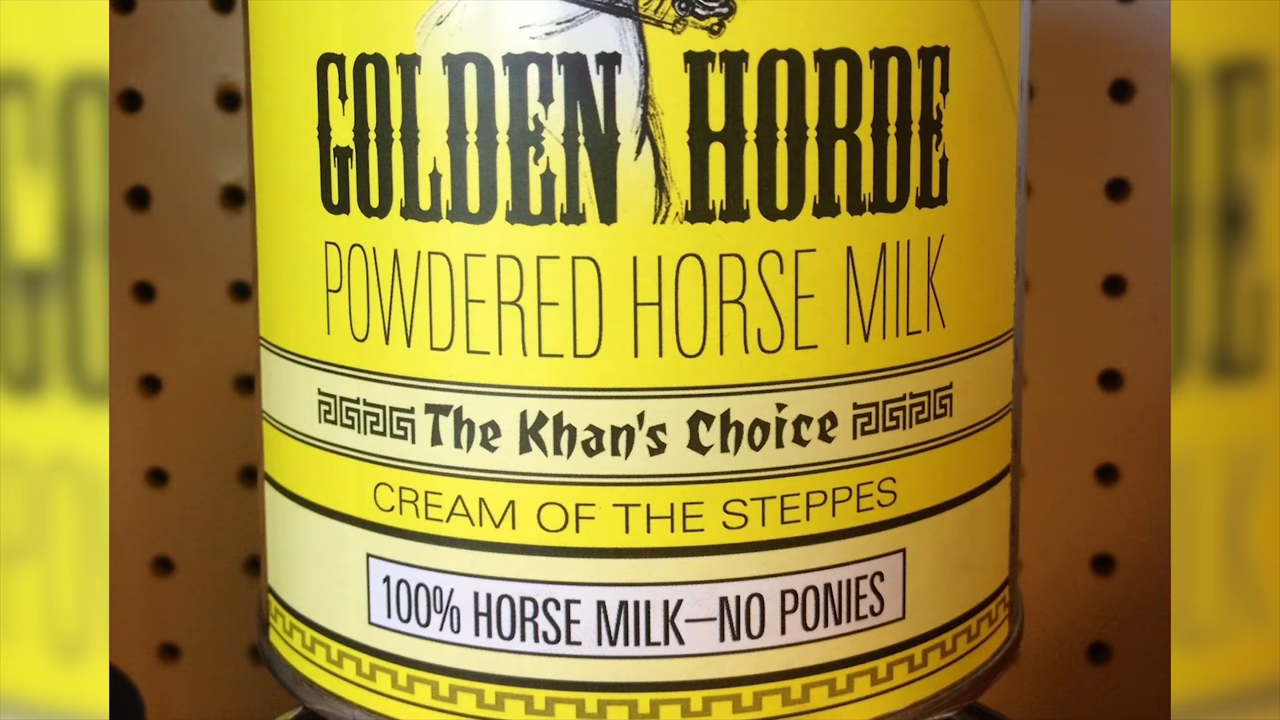 GOLDEN HORDE
POWDERED HORSE MILK
The Khan's Choice
CREAM OF THE STEPPES
100% HORSE MILK—NO PONIES